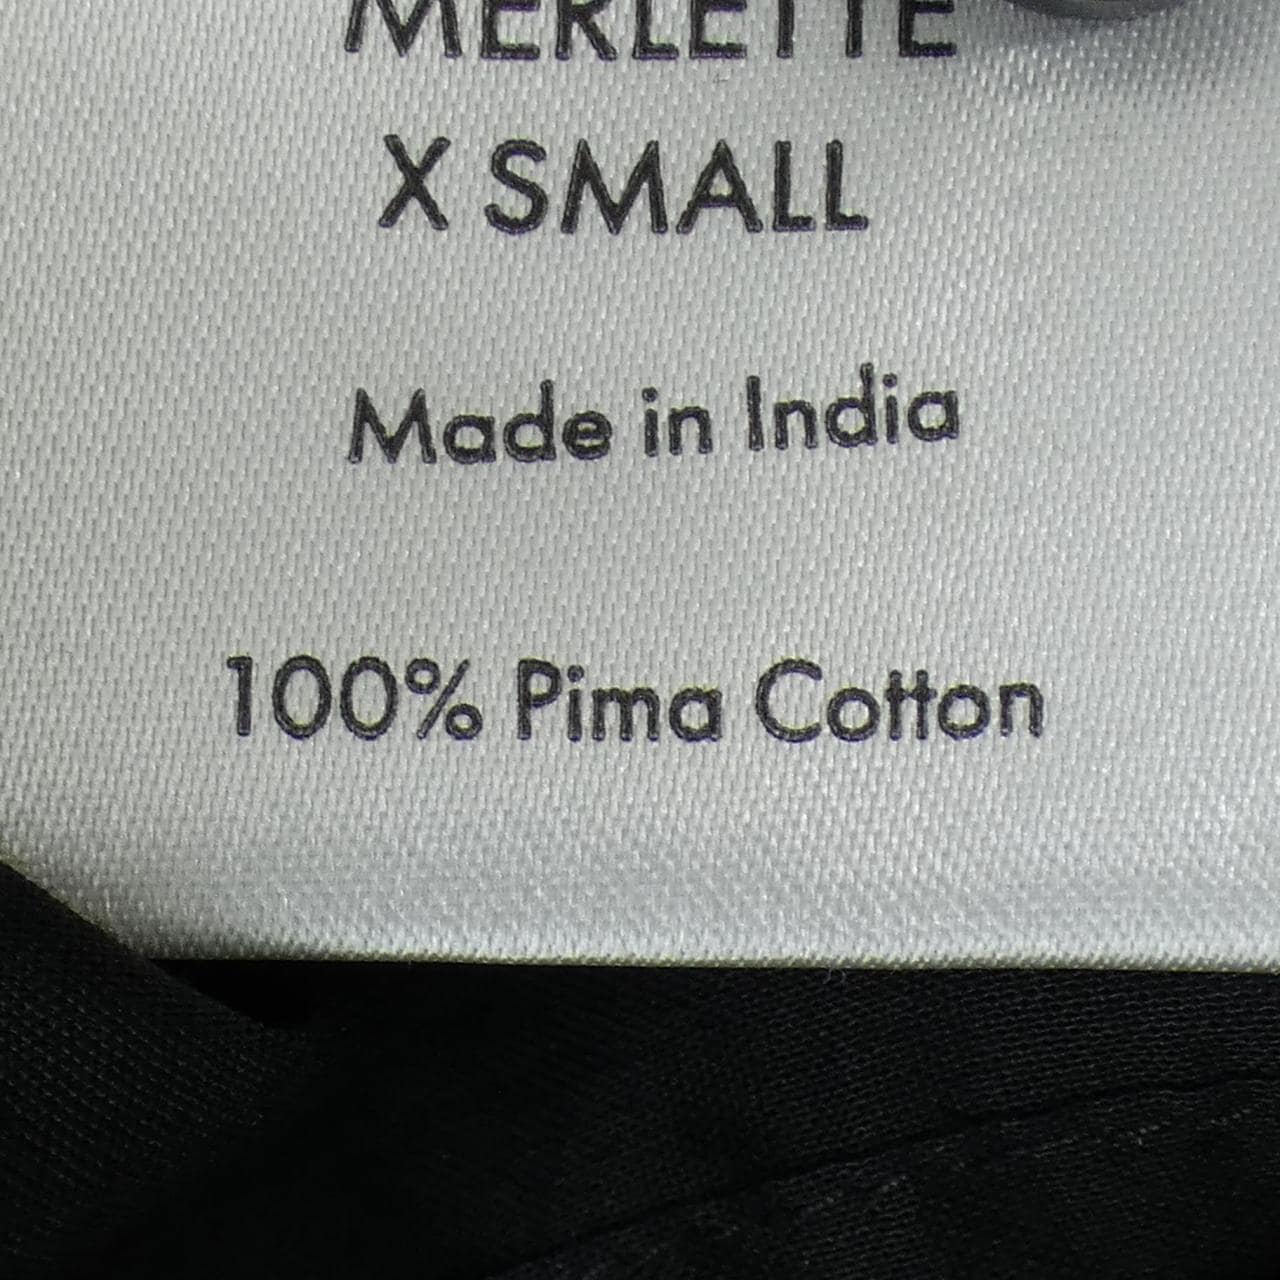 MERLETTE
X SMALL
Made in India
100% Pima Cotton